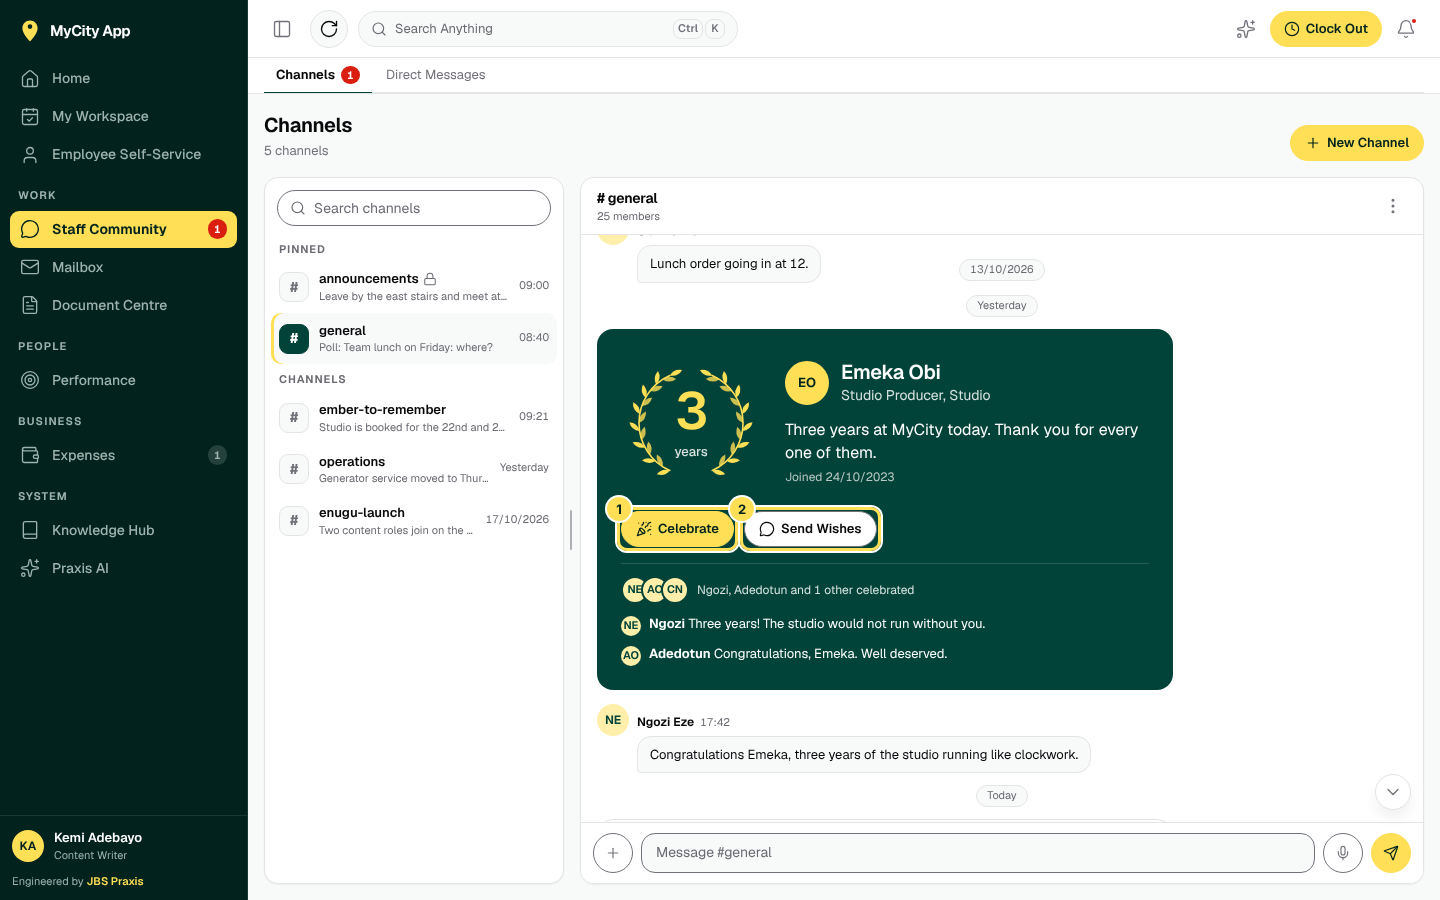 MyCity App
Home
My Workspace
Employee Self-Service
WORK
Staff Community 1
Mailbox
Document Centre
PEOPLE
Performance
BUSINESS
Expenses 1
SYSTEM
Knowledge Hub
Praxis AI
KA
Kemi Adebayo
Content Writer
Engineered by JBS Praxis
Search Anything Ctrl K
Clock Out
Channels 1 Direct Messages
Channels
5 channels
New Channel
Search channels
PINNED
# announcements 09:00
Leave by the east stairs and meet at...
# general 08:40
Poll: Team lunch on Friday: where?
CHANNELS
# ember-to-remember 09:21
Studio is booked for the 22nd and 2...
# operations Yesterday
Generator service moved to Thur...
# enugu-launch 17/10/2026
Two content roles join on the ...
# general
25 members
Lunch order going in at 12.
13/10/2026
Yesterday
3
years
EO
Emeka Obi
Studio Producer, Studio
Three years at MyCity today. Thank you for every
one of them.
Joined 24/10/2023
1 Celebrate
2 Send Wishes
NE AO CN Ngozi, Adedotun and 1 other celebrated
NE Ngozi Three years! The studio would not run without you.
AO Adedotun Congratulations, Emeka. Well deserved.
NE Ngozi Eze 17:42
Congratulations Emeka, three years of the studio running like clockwork.
Today
Message #general